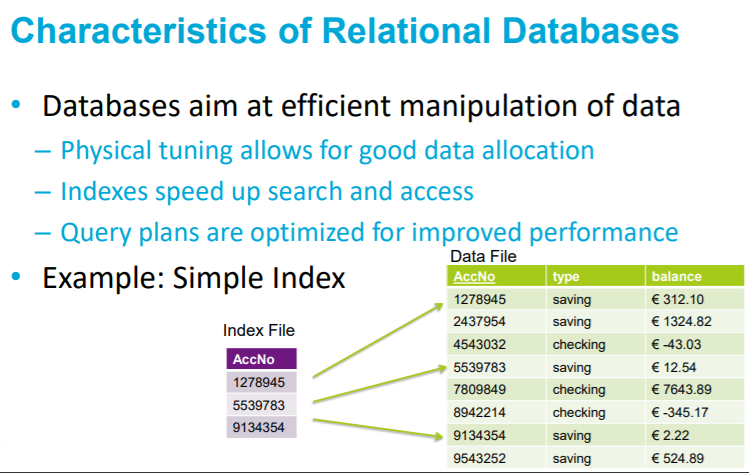 Characteristics of Relational Databases
• Databases aim at efficient manipulation of data
– Physical tuning allows for good data allocation
– Indexes speed up search and access
– Query plans are optimized for improved performance
• Example: Simple Index
Index File
AccNo
1278945
5539783
9134354
Data File
AccNo type balance
1278945 saving € 312.10
2437954 saving € 1324.82
4543032 checking € -43.03
5539783 saving € 12.54
7809849 checking € 7643.89
8942214 checking € -345.17
9134354 saving € 2.22
9543252 saving € 524.89